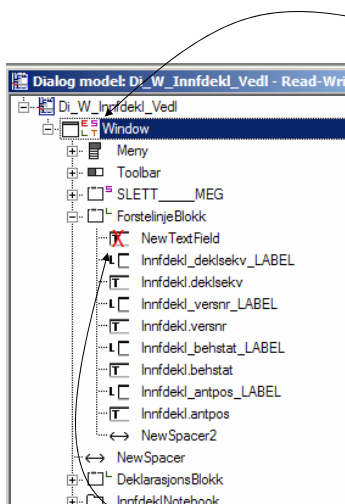 Dialog model: Di_W_Innfdekl_Vedl - Read-Wri
Di_W_Innfdekl_Vedl
E S
L T
Window
Meny
Toolbar
S
SLETT____MEG
L
ForstelinjeBlokk
T NewTextField
L Innfdekl_deklsekv_LABEL
T Innfdekl.deklsekv
L Innfdekl_versnr_LABEL
T Innfdekl.versnr
L Innfdekl_behstat_LABEL
T Innfdekl.behstat
L Innfdekl_antpos_LABEL
T Innfdekl.antpos
NewSpacer2
NewSpacer
L
DeklarasjonsBlokk
InnfdeklNotebook